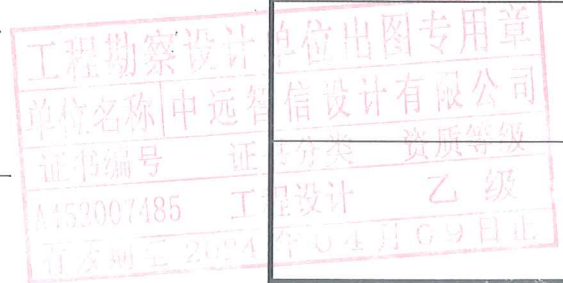 工程勘察设计单位出图专用章
单位名称 中远智信设计有限公司
证书编号 证书分类 资质等级
A453007485 工程设计 乙级
有效期至 2024年04月09日止